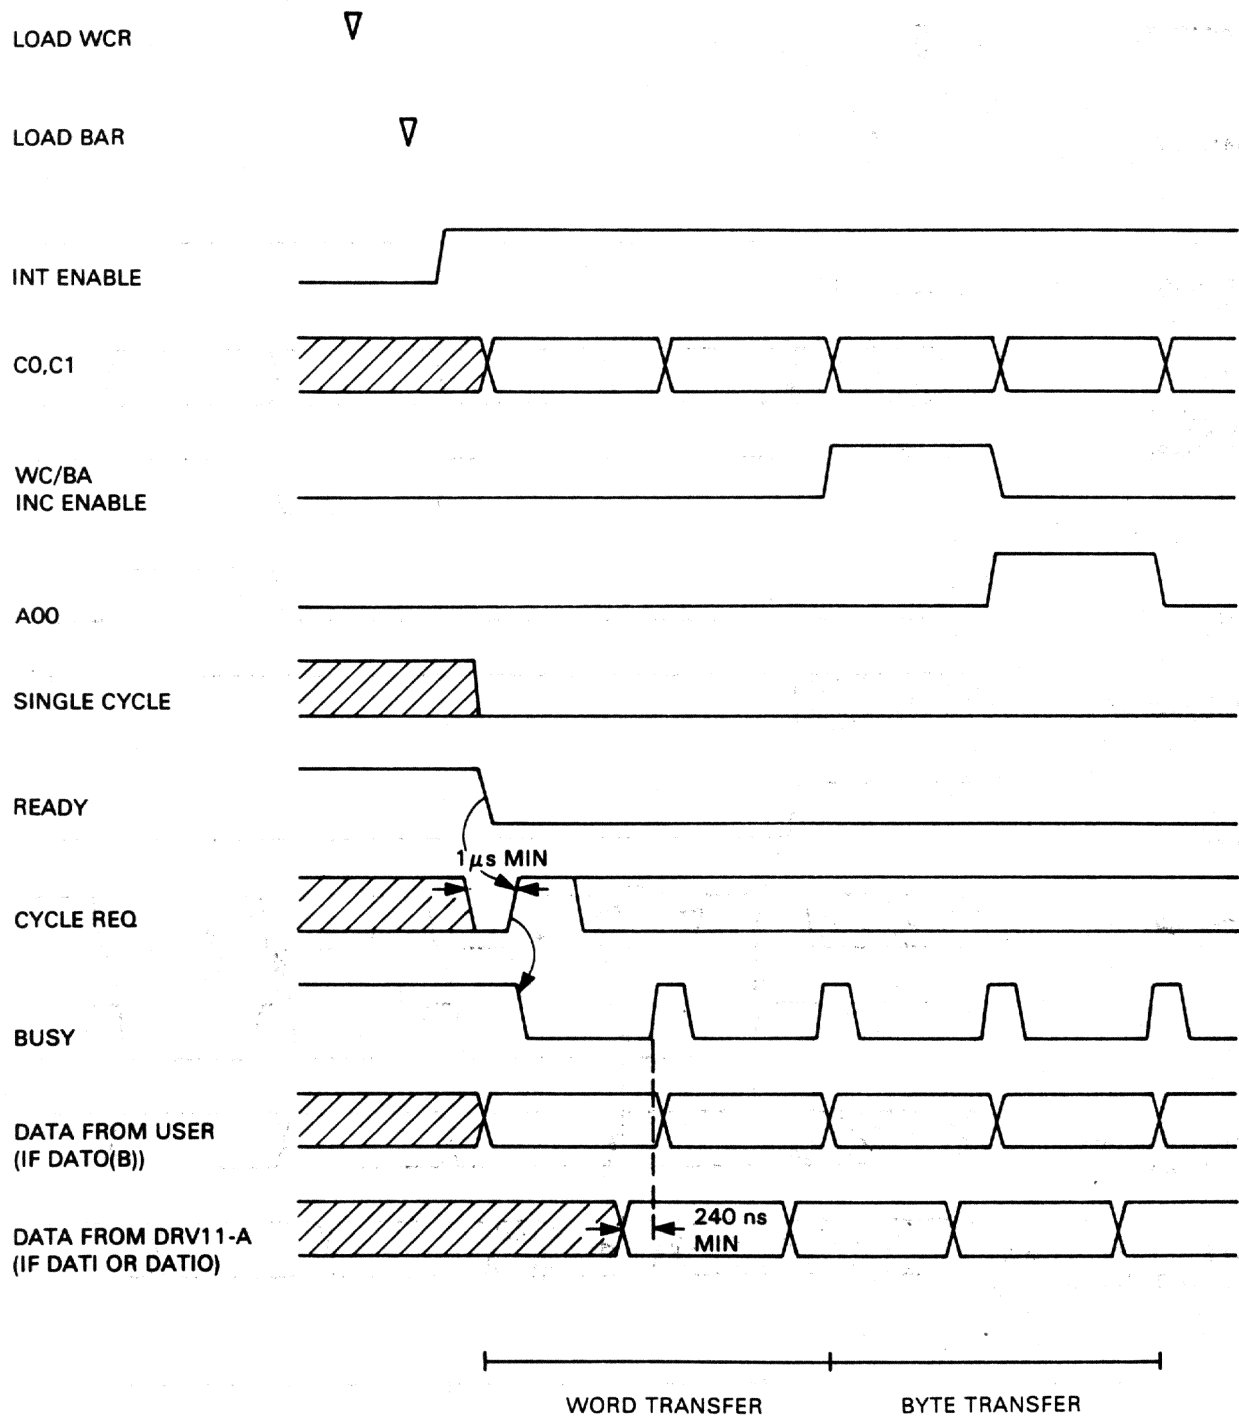 LOAD WCR
LOAD BAR
INT ENABLE
C0,C1
WC/BA
INC ENABLE
A00
SINGLE CYCLE
READY
1 μs MIN
CYCLE REQ
BUSY
DATA FROM USER
(IF DATO(B))
240 ns
MIN
DATA FROM DRV11-A
(IF DATI OR DATIO)
WORD TRANSFER
BYTE TRANSFER